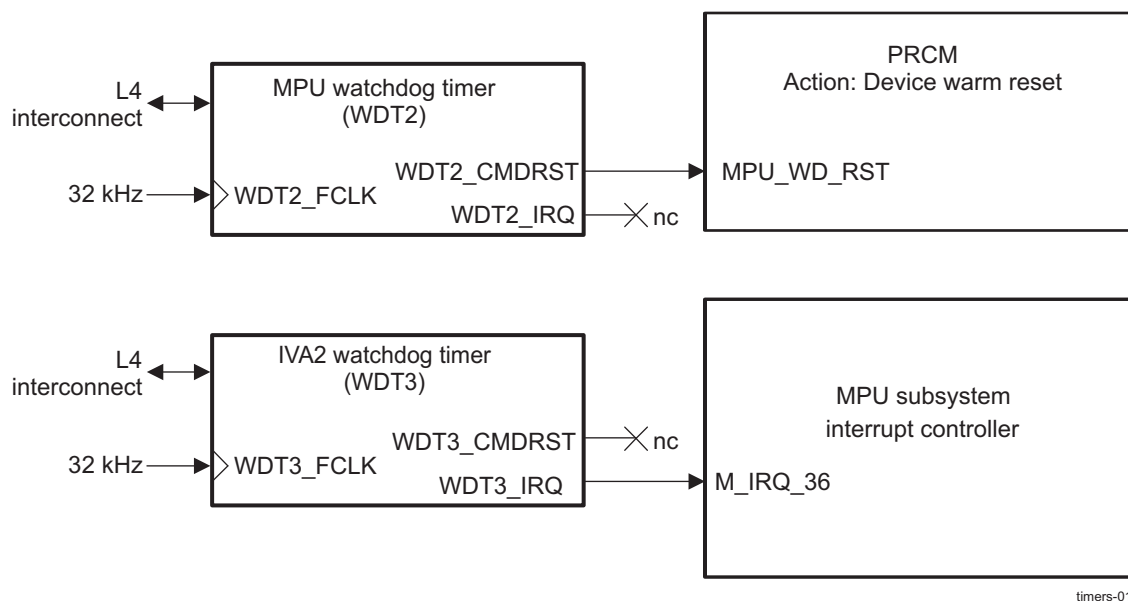 PRCM
Action: Device warm reset
MPU watchdog timer
(WDT2)
L4
interconnect
WDT2_CMDRST
MPU_WD_RST
32 kHz
WDT2_FCLK
WDT2_IRQ
nc
IVA2 watchdog timer
(WDT3)
L4
interconnect
MPU subsystem
interrupt controller
WDT3_CMDRST
nc
32 kHz
WDT3_FCLK
WDT3_IRQ
M_IRQ_36